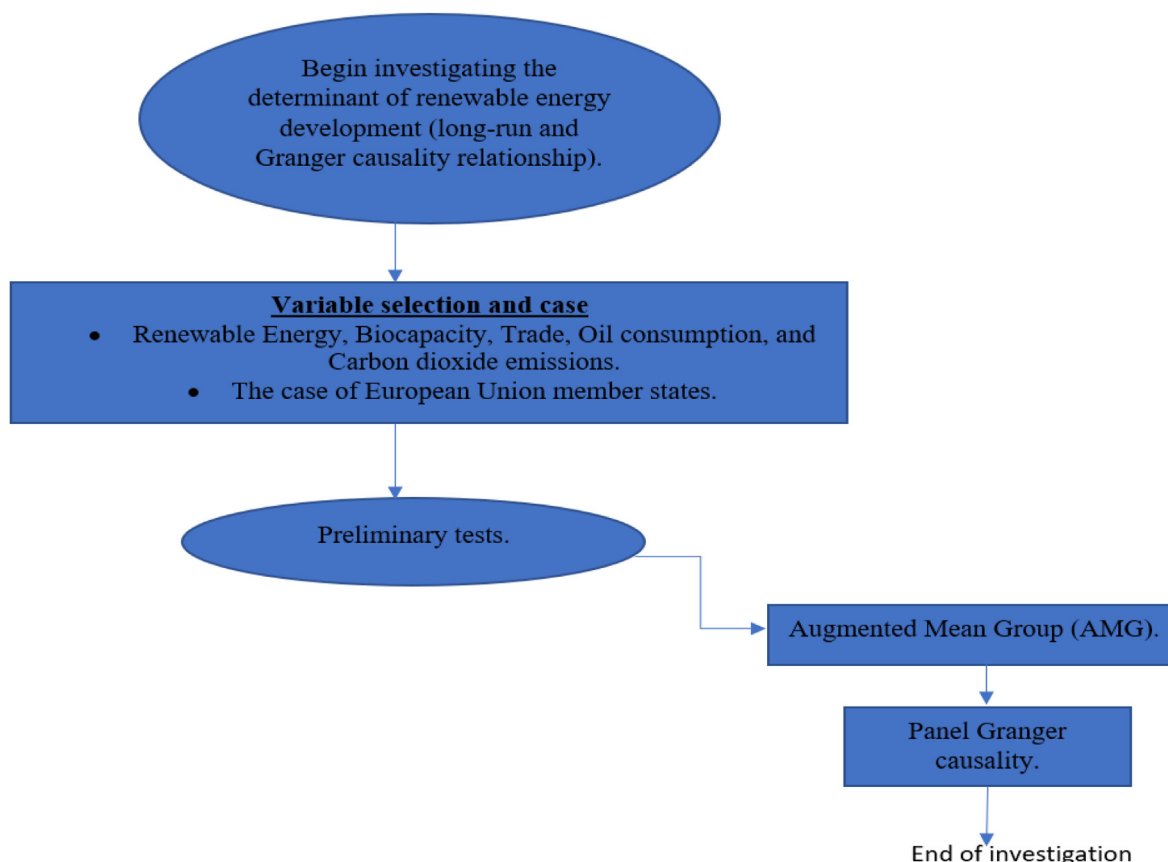 Begin investigating the
determinant of renewable energy
development (long-run and
Granger causality relationship).
Variable selection and case
● Renewable Energy, Biocapacity, Trade, Oil consumption, and
Carbon dioxide emissions.
● The case of European Union member states.
Preliminary tests.
Augmented Mean Group (AMG).
Panel Granger
causality.
End of investigation